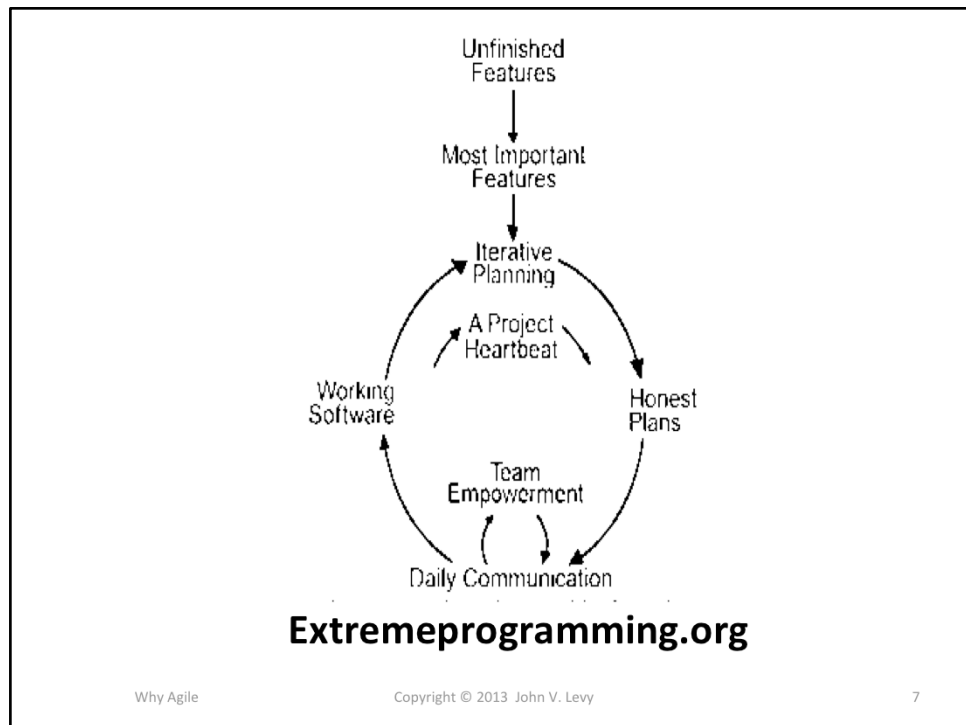 Unfinished
Features
Most Important
Features
Iterative
Planning
A Project
Heartbeat
Working
Software
Honest
Plans
Team
Empowerment
Daily Communication
Extremeprogramming.org
Why Agile
Copyright © 2013 John V. Levy
7